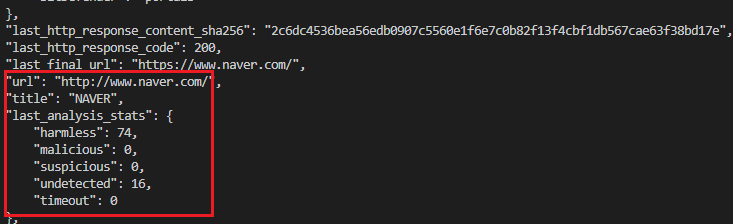 },
"last_http_response_content_sha256": "2c6dc4536bea56edb0907c5560e1f6e7c0b82f13f4cbf1db567cae63f38bd17e",
"last_http_response_code": 200,
"last_final_url": "https://www.naver.com/",
"url": "http://www.naver.com/",
"title": "NAVER",
"last_analysis_stats": {
"harmless": 74,
"malicious": 0,
"suspicious": 0,
"undetected": 16,
"timeout": 0
},